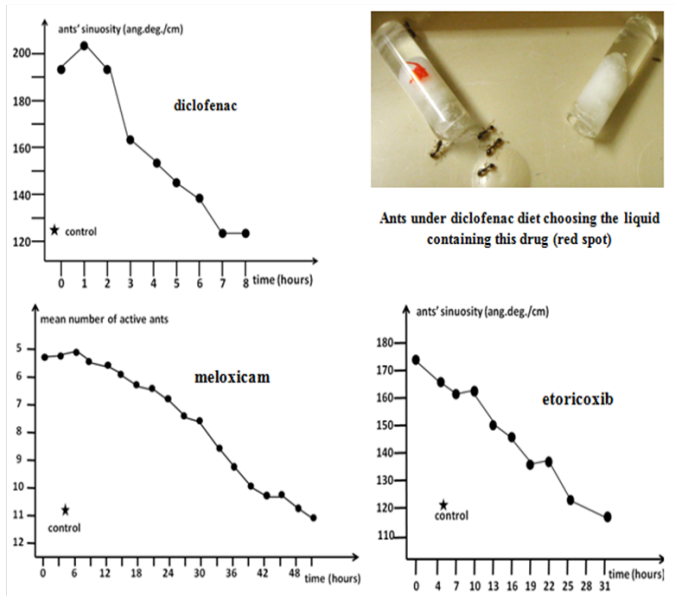 ants' sinuosity (ang.deg./cm)
200
180
160
140
120
diclofenac
control
0 1 2 3 4 5 6 7 8 time (hours)
Ants under diclofenac diet choosing the liquid
containing this drug (red spot)
mean number of active ants
5
6
7
8
9
10
11
12
meloxicam
control
0 6 12 18 24 30 36 42 48 time (hours)
ants' sinuosity (ang.deg./cm)
180
170
160
150
140
130
120
110
etoricoxib
control
0 4 7 10 13 16 19 22 25 28 31 time (hours)